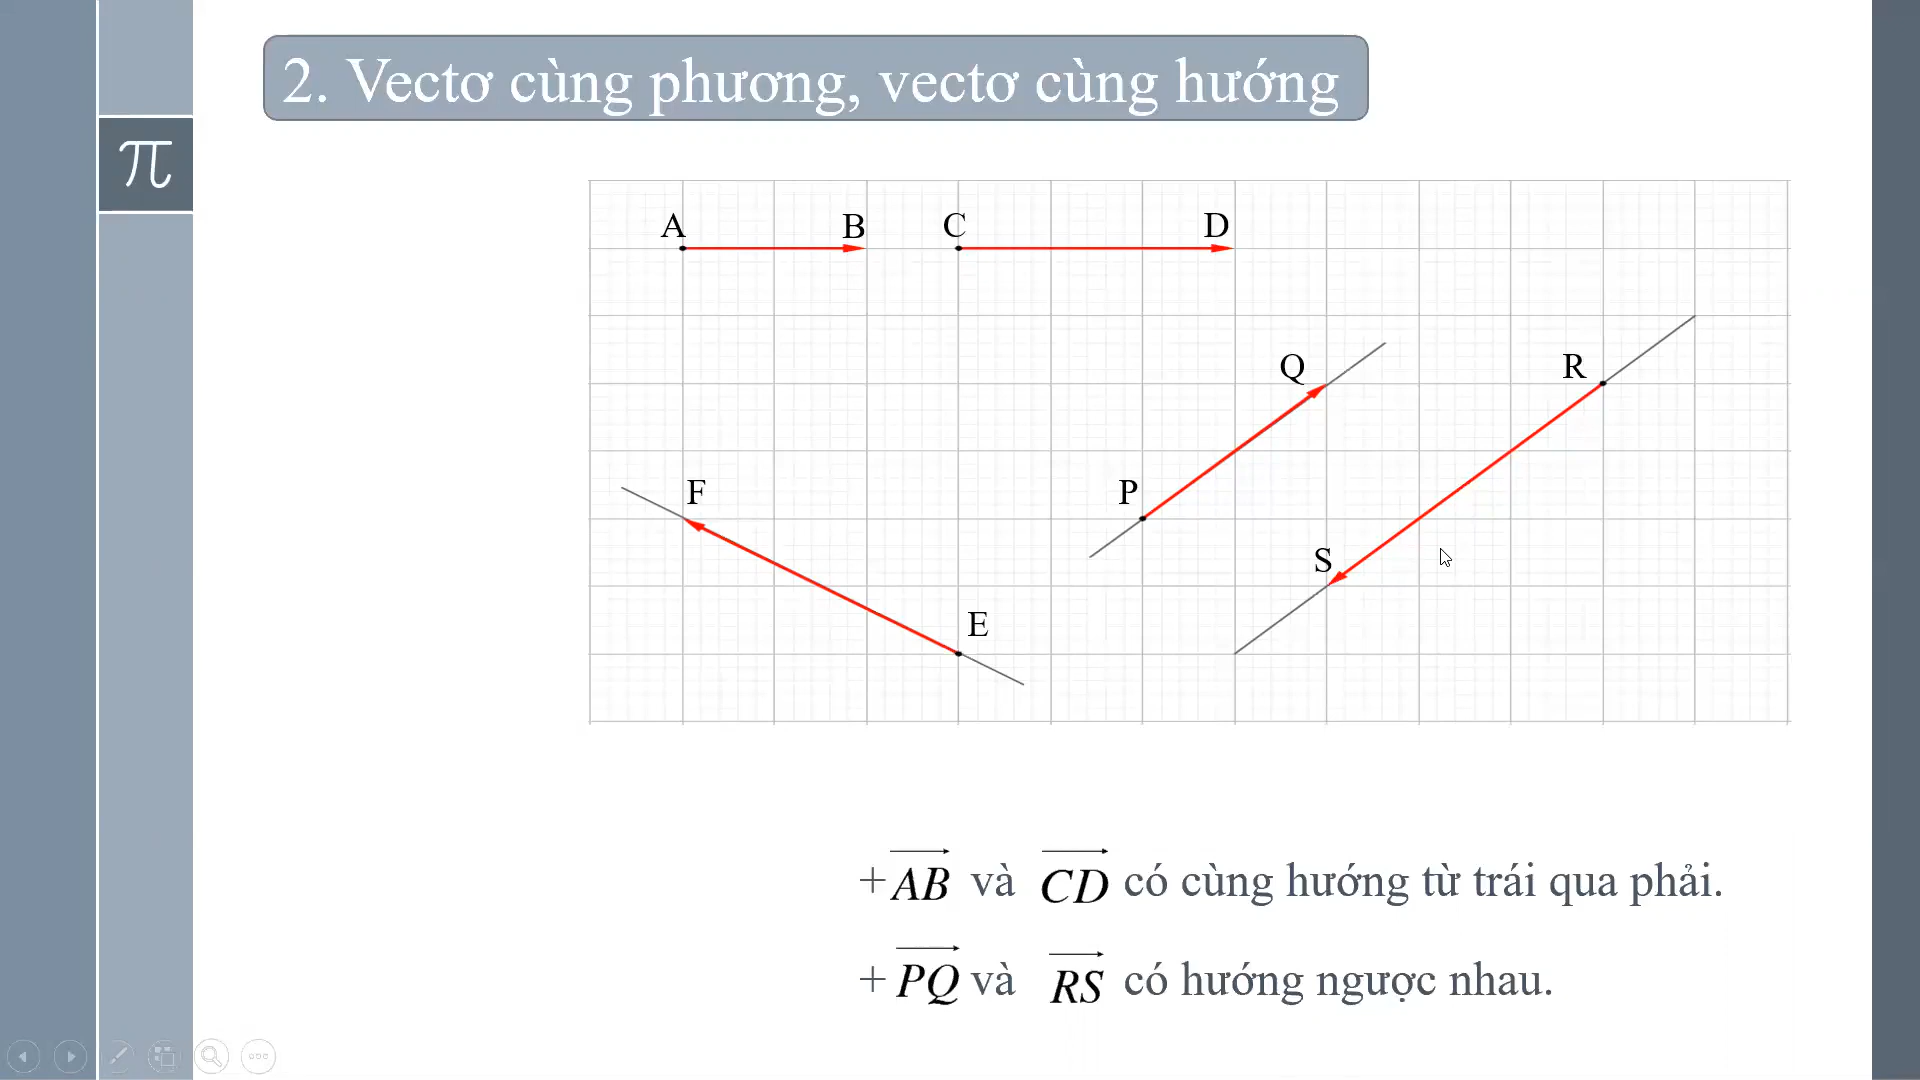 2. Vectơ cùng phương, vectơ cùng hướng
π
A B C D
Q R
F P
S
E
+ AB và CD có cùng hướng từ trái qua phải.
+ PQ và RS có hướng ngược nhau.